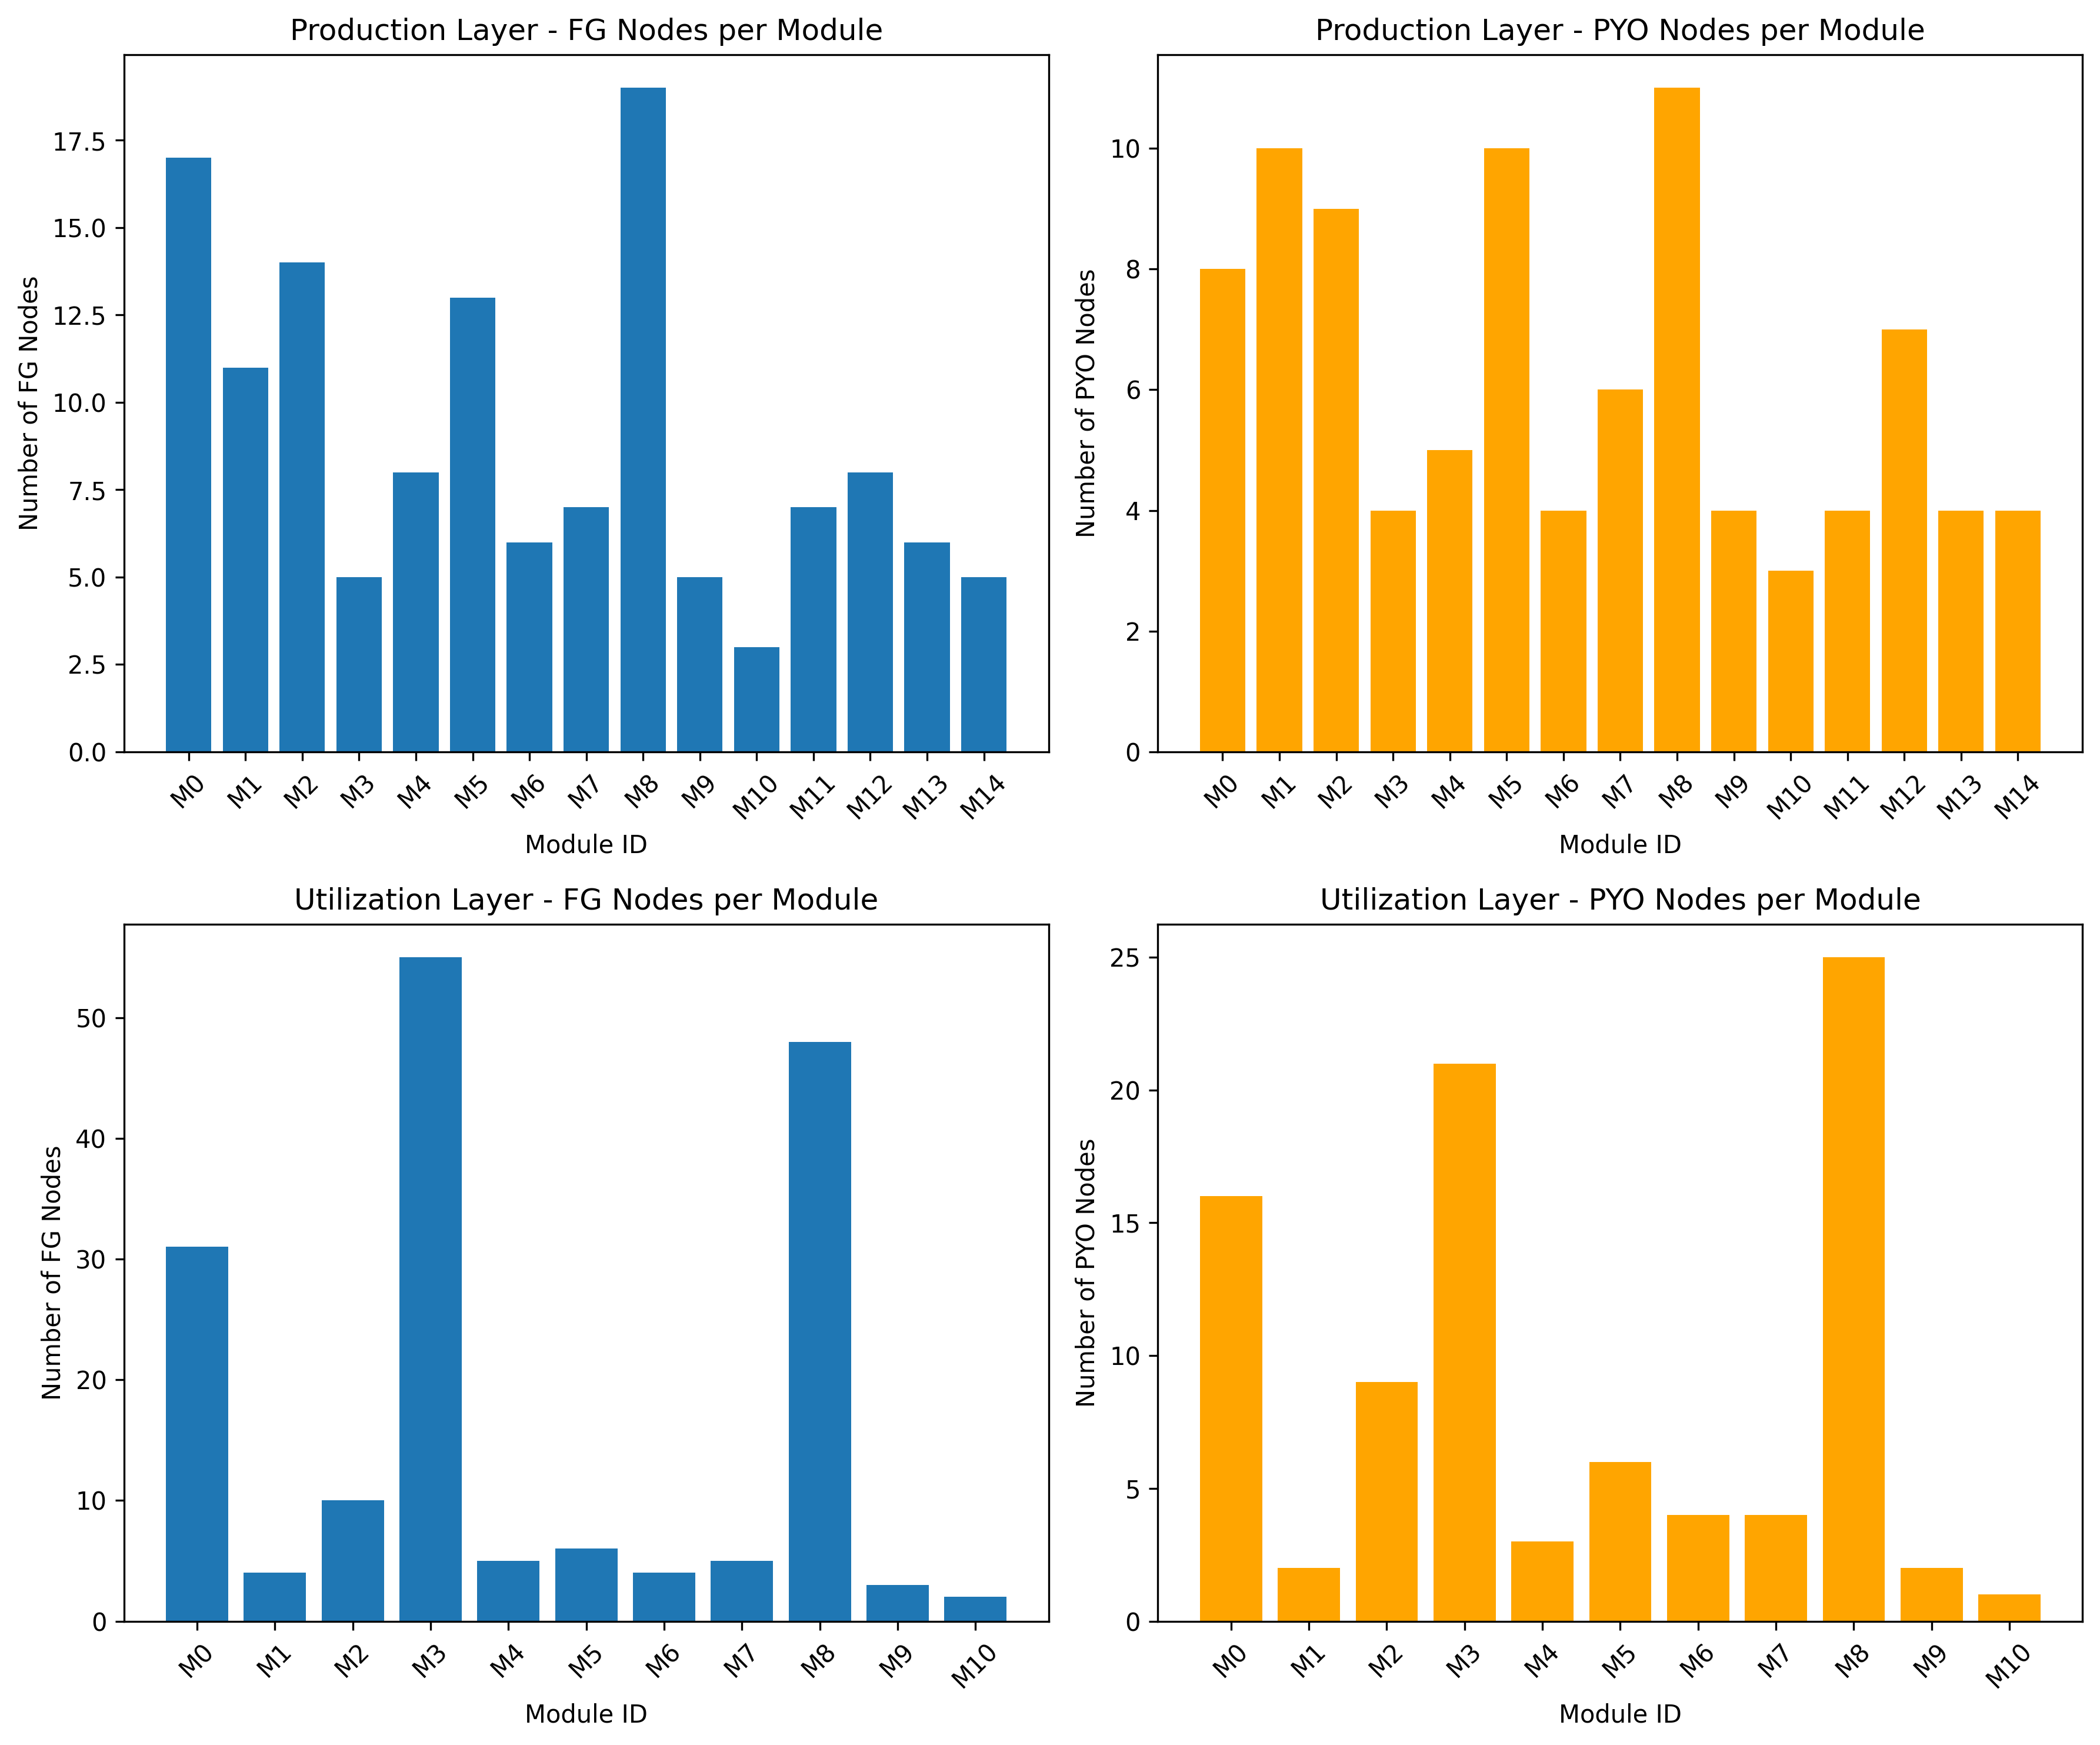 Production Layer - FG Nodes per Module
Number of FG Nodes
17.5
15.0
12.5
10.0
7.5
5.0
2.5
0.0
M0 M1 M2 M3 M4 M5 M6 M7 M8 M9 M10 M11 M12 M13 M14
Module ID
Production Layer - PYO Nodes per Module
Number of PYO Nodes
10
8
6
4
2
0
M0 M1 M2 M3 M4 M5 M6 M7 M8 M9 M10 M11 M12 M13 M14
Module ID
Utilization Layer - FG Nodes per Module
Number of FG Nodes
50
40
30
20
10
0
M0 M1 M2 M3 M4 M5 M6 M7 M8 M9 M10
Module ID
Utilization Layer - PYO Nodes per Module
Number of PYO Nodes
25
20
15
10
5
0
M0 M1 M2 M3 M4 M5 M6 M7 M8 M9 M10
Module ID